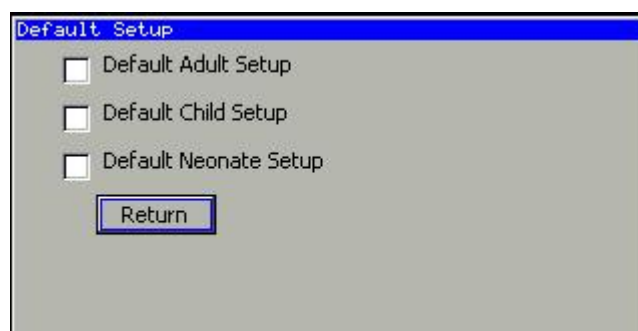 Default Setup
Default Adult Setup
Default Child Setup
Default Neonate Setup
Return